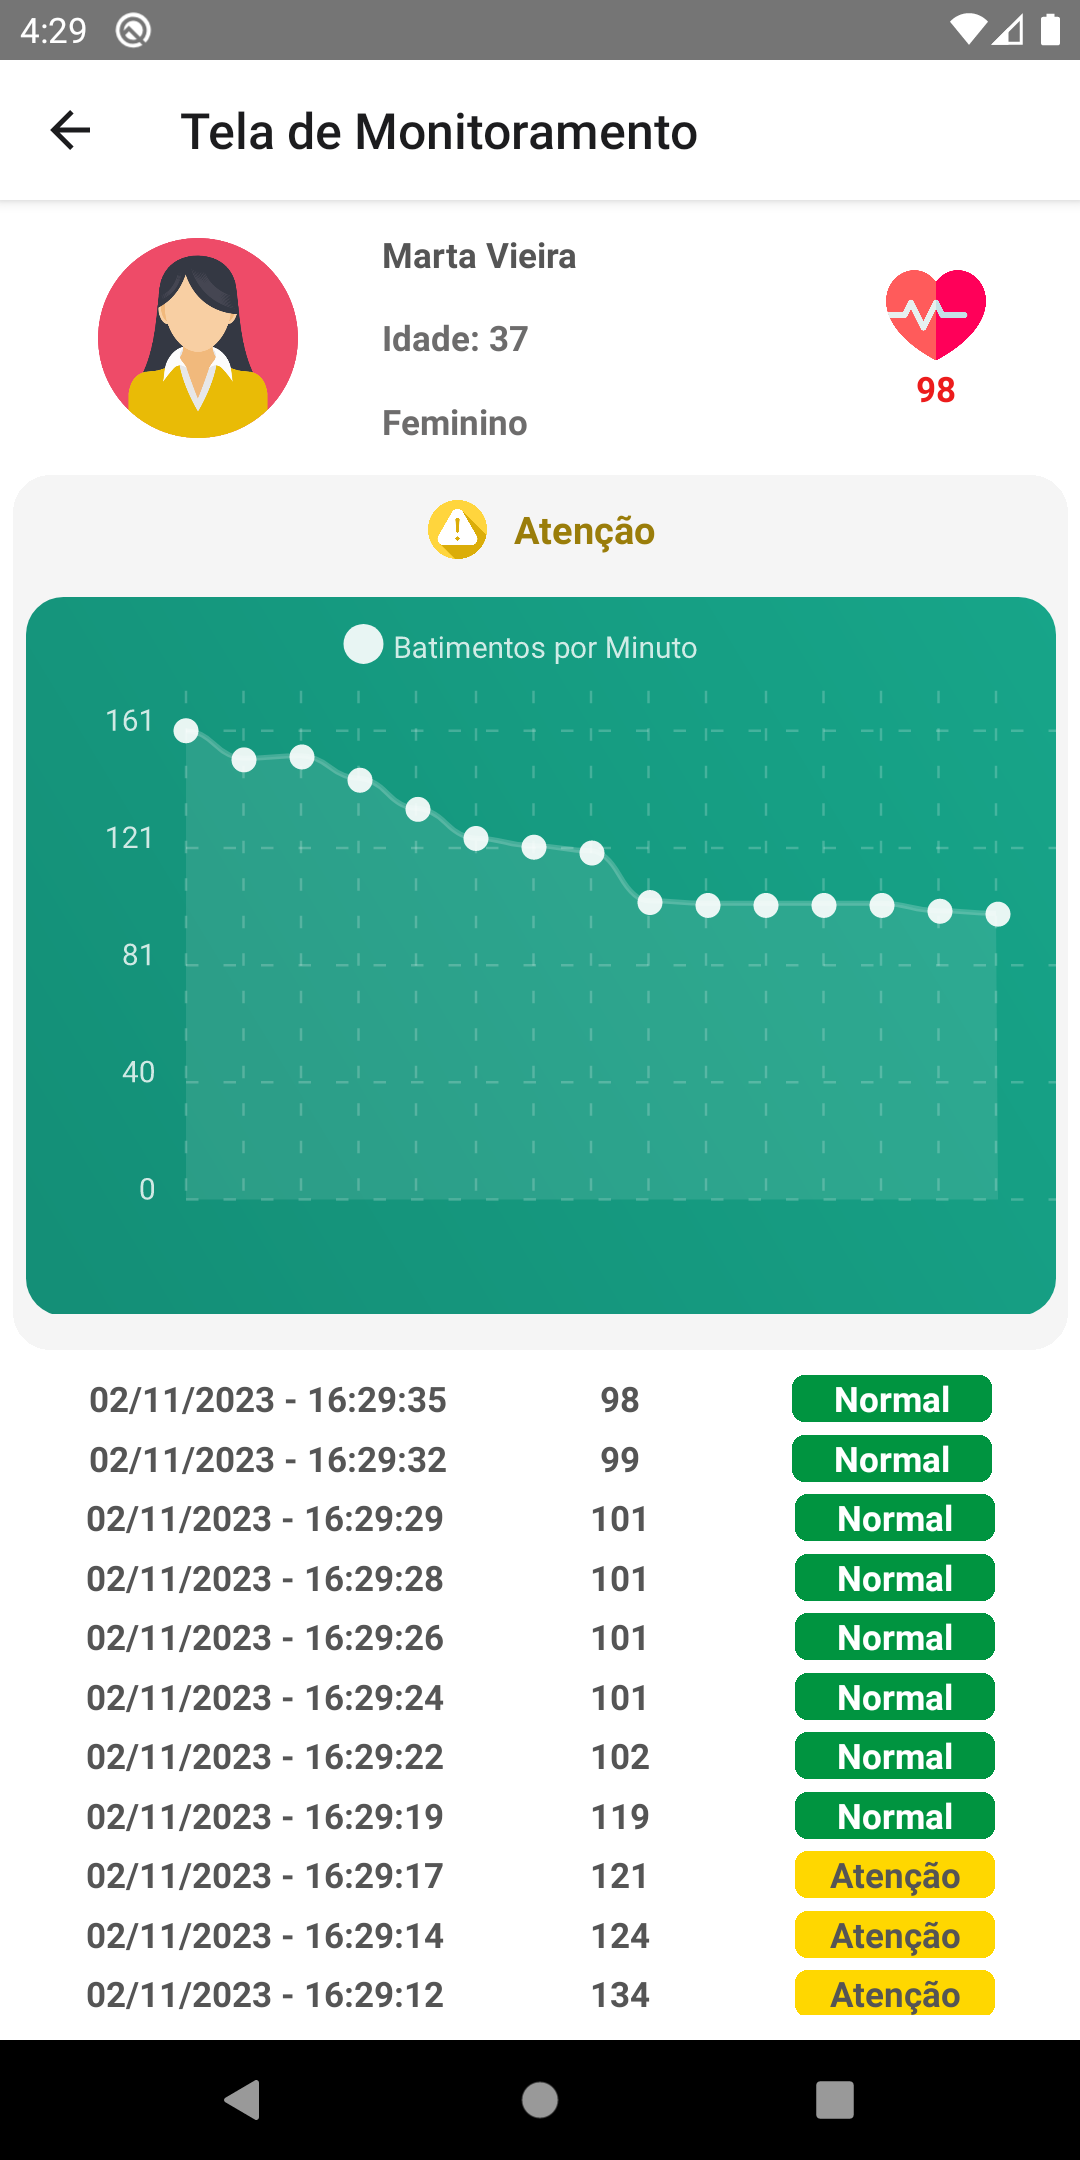 4:29
Tela de Monitoramento
Marta Vieira
Idade: 37
Feminino
98
Atenção
Batimentos por Minuto
161
121
81
40
0
02/11/2023 - 16:29:35 98 Normal
02/11/2023 - 16:29:32 99 Normal
02/11/2023 - 16:29:29 101 Normal
02/11/2023 - 16:29:28 101 Normal
02/11/2023 - 16:29:26 101 Normal
02/11/2023 - 16:29:24 101 Normal
02/11/2023 - 16:29:22 102 Normal
02/11/2023 - 16:29:19 119 Normal
02/11/2023 - 16:29:17 121 Atenção
02/11/2023 - 16:29:14 124 Atenção
02/11/2023 - 16:29:12 134 Atenção